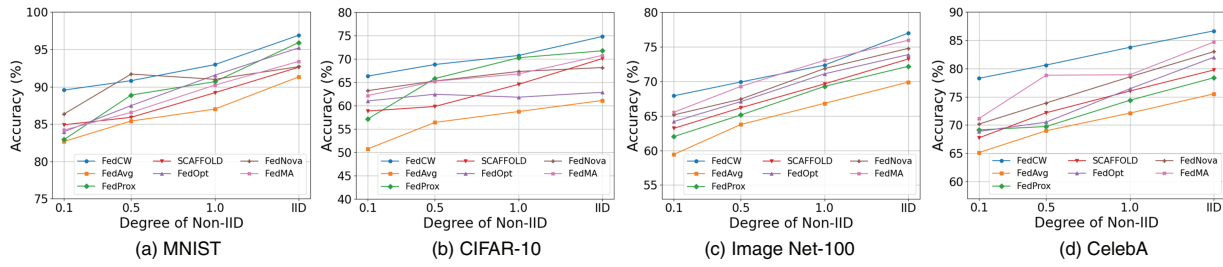 100
95
90
85
80
75
Accuracy (%)
0.1 0.5 1.0 IID
Degree of Non-IID
FedCW SCAFFOLD FedNova
FedAvg FedOpt FedMA
FedProx
(a) MNIST
80
75
70
65
60
55
50
45
40
Accuracy (%)
0.1 0.5 1.0 IID
Degree of Non-IID
FedCW SCAFFOLD FedNova
FedAvg FedOpt FedMA
FedProx
(b) CIFAR-10
80
75
70
65
60
55
Accuracy (%)
0.1 0.5 1.0 IID
Degree of Non-IID
FedCW SCAFFOLD FedNova
FedAvg FedOpt FedMA
FedProx
(c) Image Net-100
90
85
80
75
70
65
60
Accuracy (%)
0.1 0.5 1.0 IID
Degree of Non-IID
FedCW SCAFFOLD FedNova
FedAvg FedOpt FedMA
FedProx
(d) CelebA